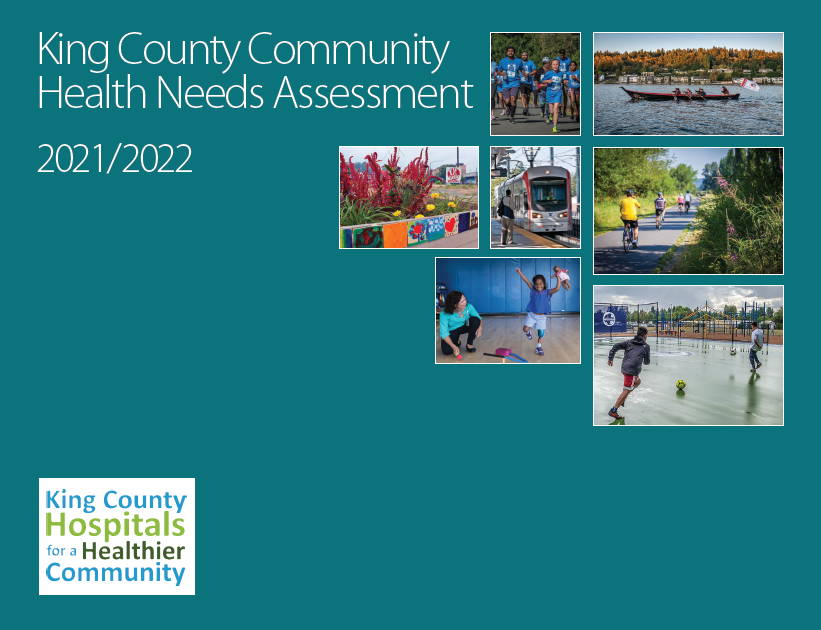 King County Community
Health Needs Assessment
2021/2022
King County
Hospitals
for a Healthier
Community